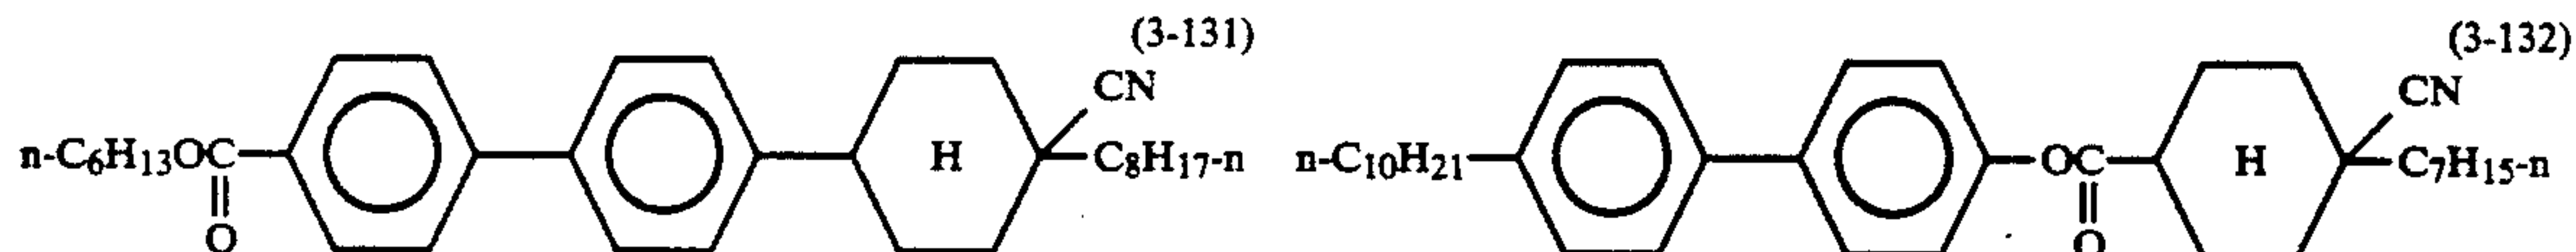 (3-131)
(3-132)
CN
CN
n-C6H13OC
H
C8H17-n
n-C10H21
OC
H
C7H15-n
O
O